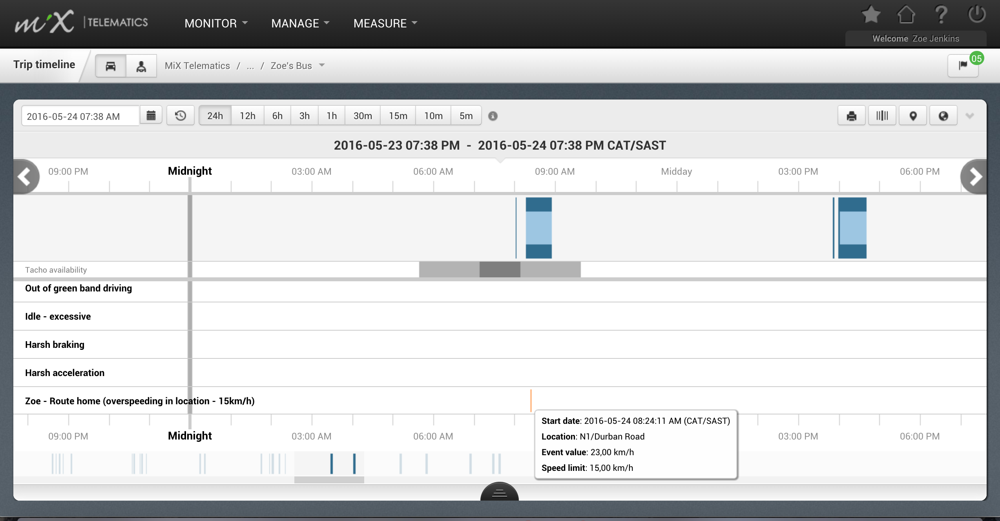 miX | TELEMATICS
MONITOR MANAGE MEASURE
Welcome Zoe Jenkins
Trip timeline
MiX Telematics / ... / Zoe's Bus
05
2016-05-24 07:38 AM
24h 12h 6h 3h 1h 30m 15m 10m 5m
2016-05-23 07:38 PM - 2016-05-24 07:38 PM CAT/SAST
09:00 PM Midnight 03:00 AM 06:00 AM 09:00 AM Midday 03:00 PM 06:00 PM
Tacho availability
Out of green band driving
Idle - excessive
Harsh braking
Harsh acceleration
Zoe - Route home (overspeeding in location - 15km/h)
09:00 PM Midnight 03:00 AM 06:00 AM 03:00 PM 06:00 PM
Start date: 2016-05-24 08:24:11 AM (CAT/SAST)
Location: N1/Durban Road
Event value: 23,00 km/h
Speed limit: 15,00 km/h